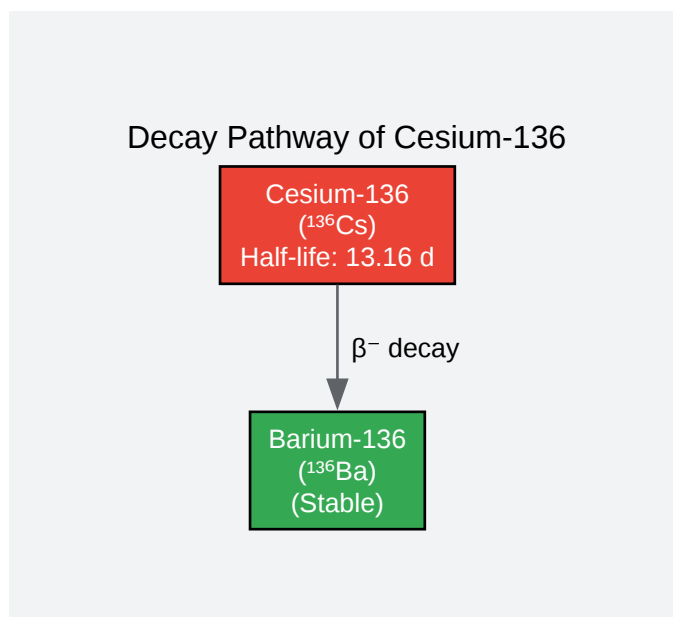 Decay Pathway of Cesium-136
Cesium-136
(¹³⁶Cs)
Half-life: 13.16 d
β⁻ decay
Barium-136
(¹³⁶Ba)
(Stable)